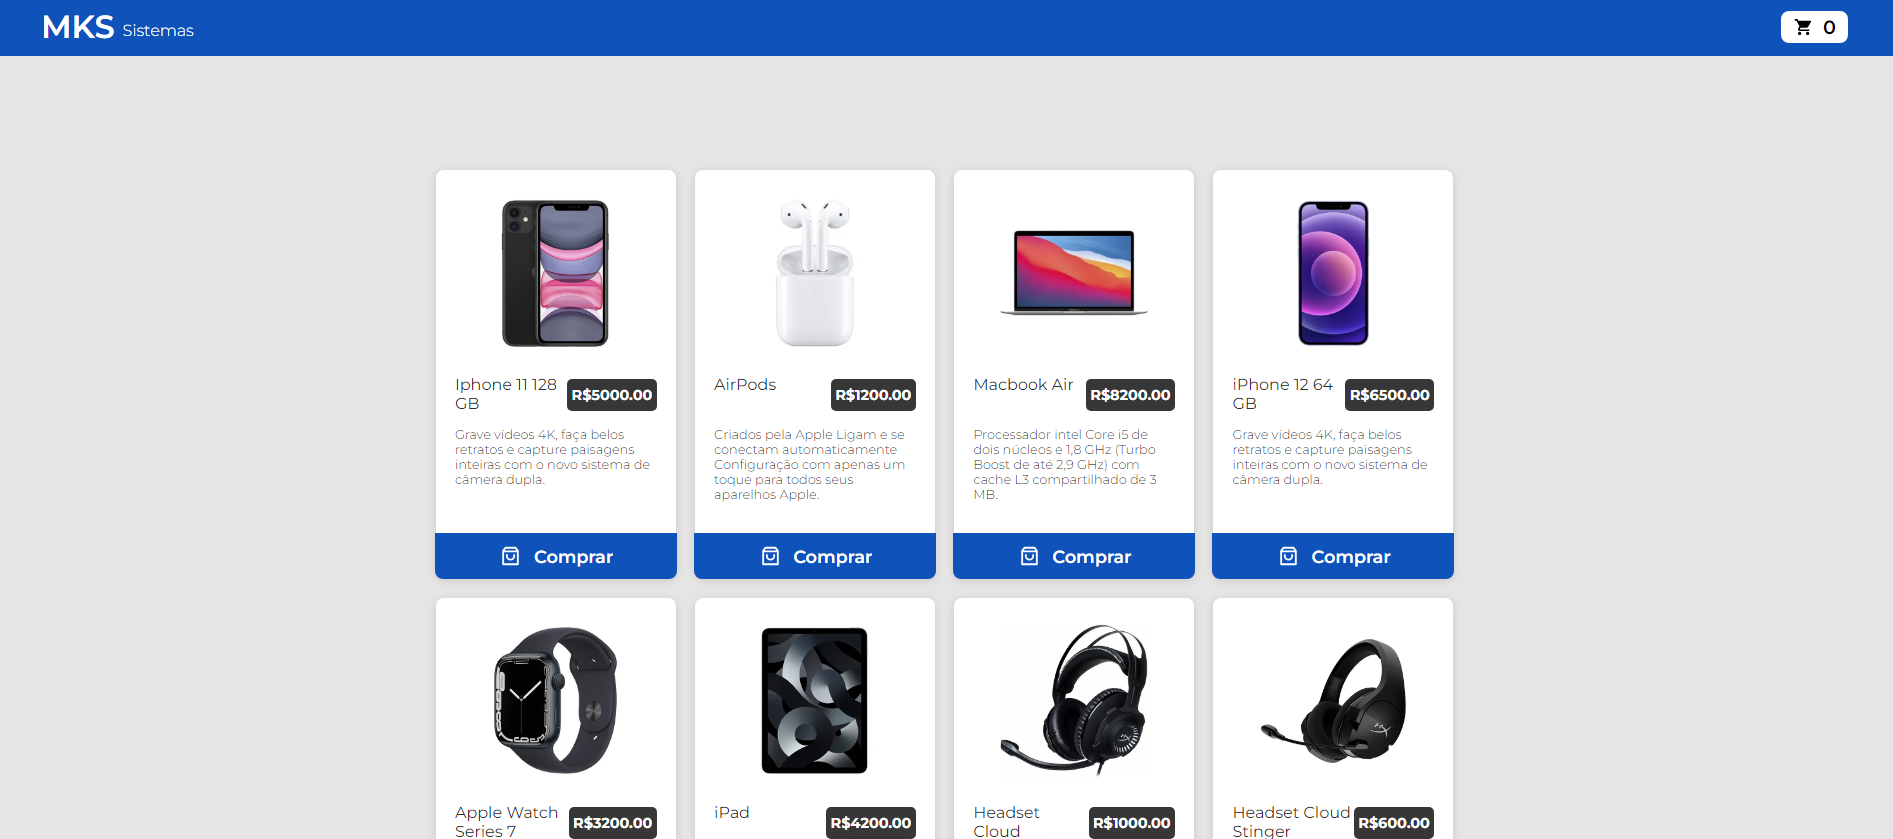 MKS Sistemas
0
Iphone 11 128
GB
R$5000.00
Grave vídeos 4K, faça belos
retratos e capture paisagens
inteiras com o novo sistema de
câmera dupla.
Comprar
AirPods
R$1200.00
Criados pela Apple Ligam e se
conectam automaticamente
Configuração com apenas um
toque para todos seus
aparelhos Apple.
Comprar
Macbook Air
R$8200.00
Processador intel Core i5 de
dois núcleos e 1,8 GHz (Turbo
Boost de até 2,9 GHz) com
cache L3 compartilhado de 3
MB.
Comprar
iPhone 12 64
GB
R$6500.00
Grave vídeos 4K, faça belos
retratos e capture paisagens
inteiras com o novo sistema de
câmera dupla.
Comprar
Apple Watch
Series 7
R$3200.00
iPad
R$4200.00
Headset
Cloud
R$1000.00
Headset Cloud
Stinger
R$600.00